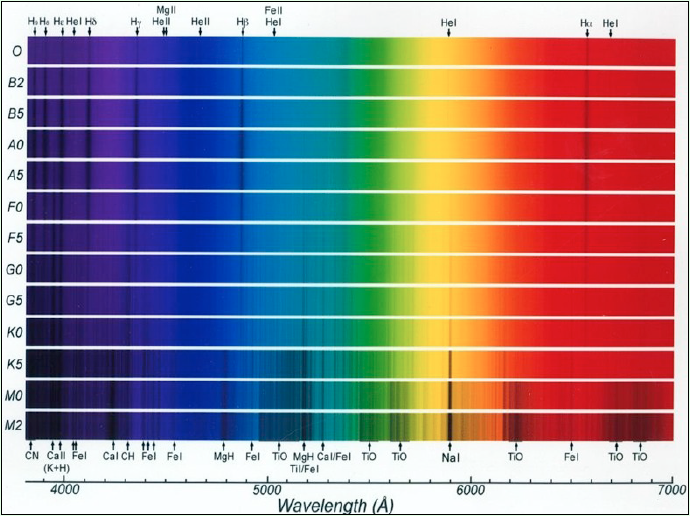 MgII FeII
H₈ Hₑ Hε HeI Hδ Hγ HeII HeII Hβ HeI HeI Hα HeI
O
B2
B5
A0
A5
F0
F5
G0
G5
K0
K5
M0
M2
CN CaII FeI CaI CH FeI FeI MgH FeI TiO MgH CaI/FeI TiO TiO NaI TiO FeI TiO TiO
(K+H) TiI/FeI
4000 5000 6000 7000
Wavelength (Å)